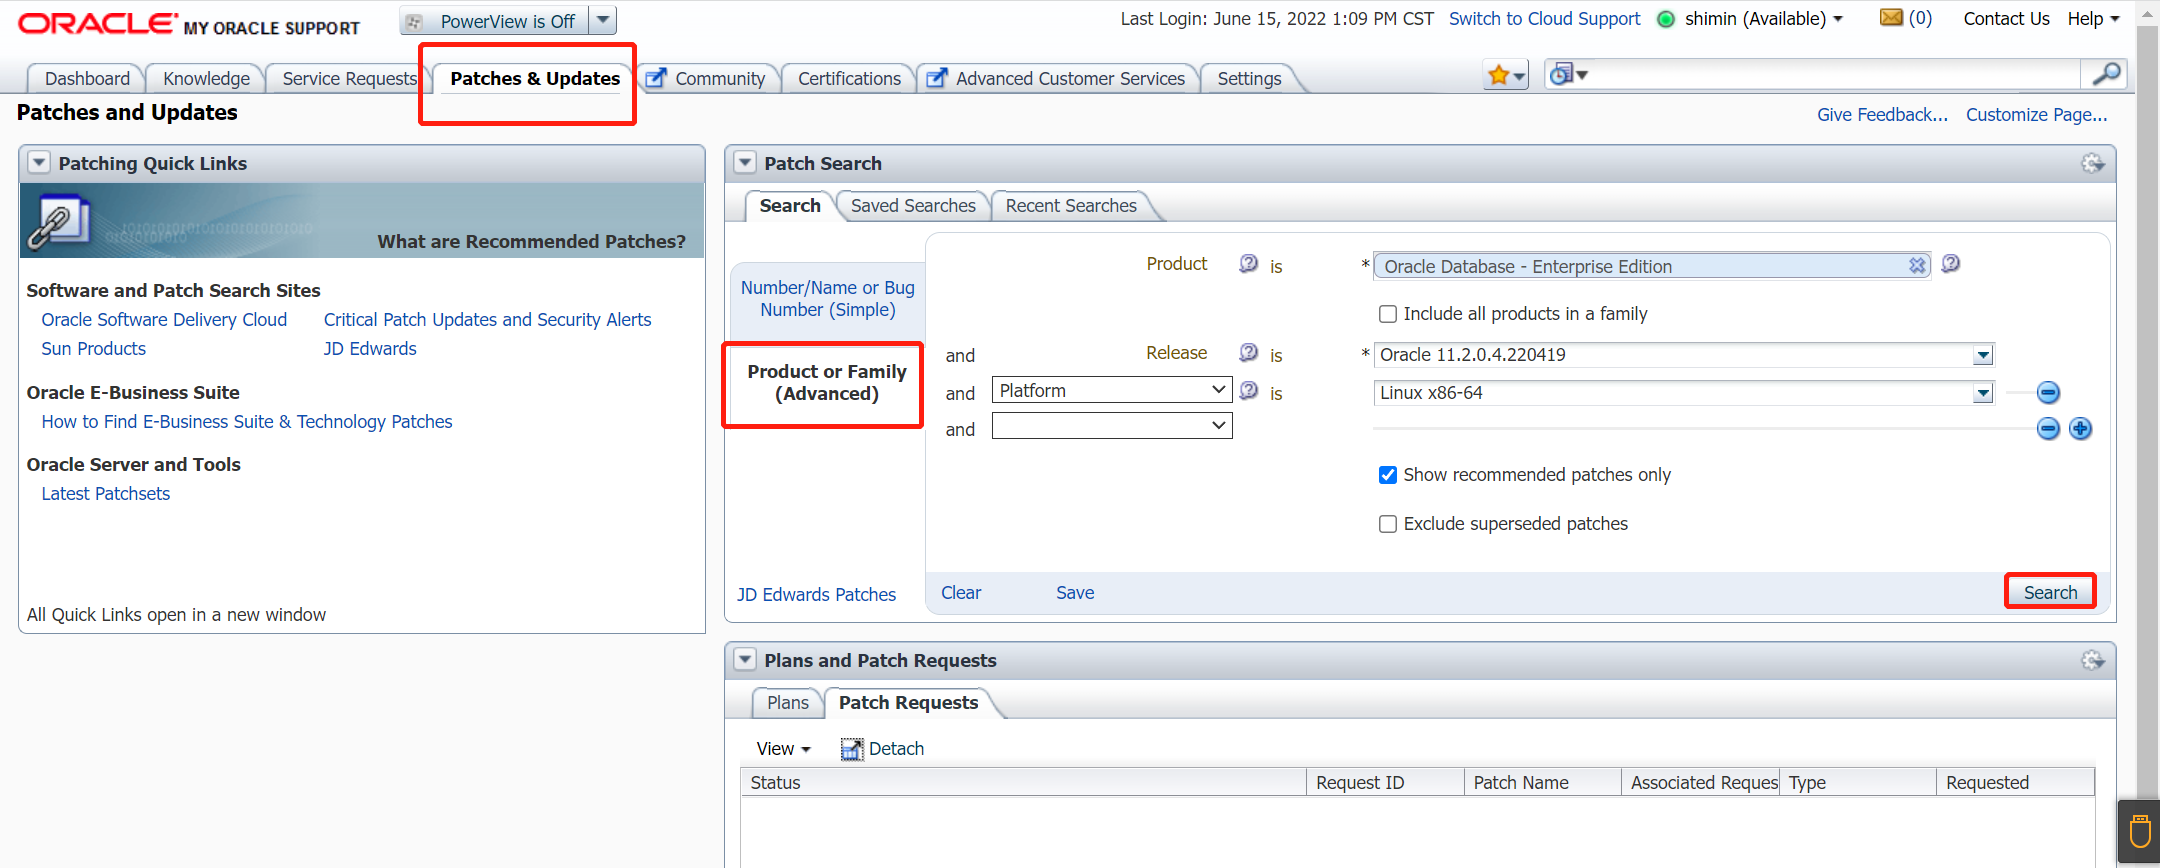 ORACLE MY ORACLE SUPPORT
PowerView is Off
Last Login: June 15, 2022 1:09 PM CST
Switch to Cloud Support
shimin (Available)
(0)
Contact Us
Help
Dashboard
Knowledge
Service Requests
Patches & Updates
Community
Certifications
Advanced Customer Services
Settings
Patches and Updates
Give Feedback...
Customize Page...
Patching Quick Links
What are Recommended Patches?
Software and Patch Search Sites
Oracle Software Delivery Cloud
Critical Patch Updates and Security Alerts
Sun Products
JD Edwards
Oracle E-Business Suite
How to Find E-Business Suite & Technology Patches
Oracle Server and Tools
Latest Patchsets
All Quick Links open in a new window
Patch Search
Search
Saved Searches
Recent Searches
Number/Name or Bug
Number (Simple)
Product or Family
(Advanced)
JD Edwards Patches
Product is * Oracle Database - Enterprise Edition
Include all products in a family
and Release is * Oracle 11.2.0.4.220419
and Platform is Linux x86-64
and
Show recommended patches only
Exclude superseded patches
Clear
Save
Search
Plans and Patch Requests
Plans
Patch Requests
View
Detach
Status
Request ID
Patch Name
Associated Reques
Type
Requested